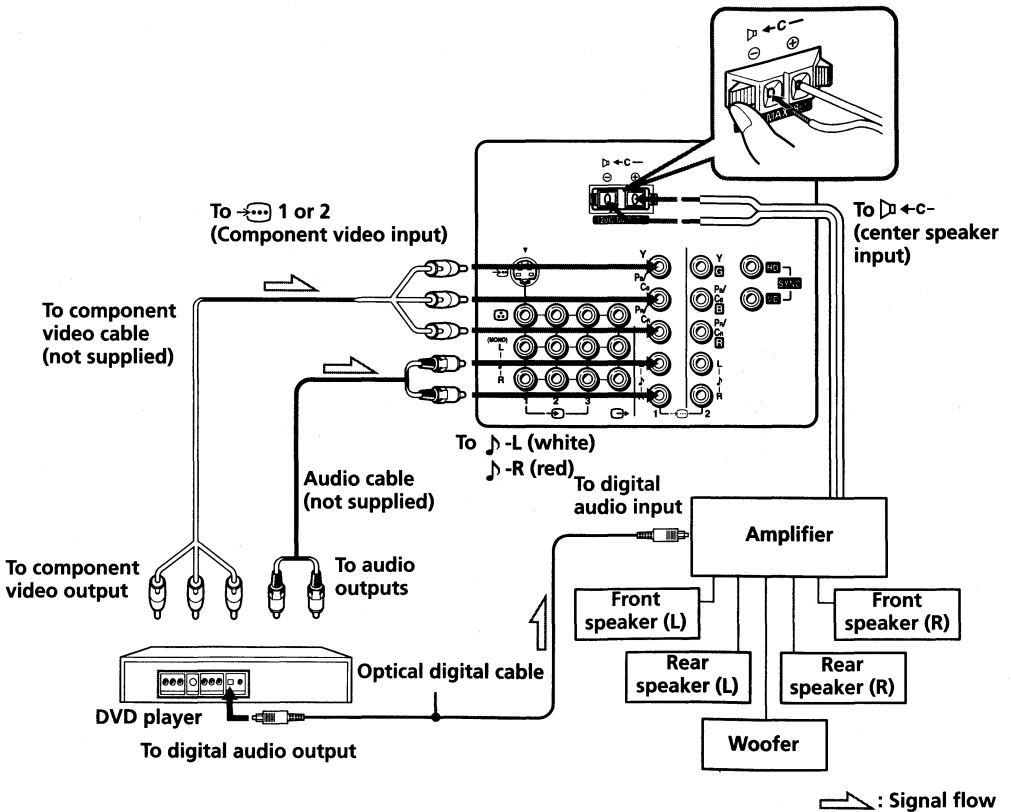 ←C—
⊖ ⊕
MAX
←C—
⊖ ⊕
To 1 or 2
(Component video input)
To ←C-
(center speaker
input)
To component
video cable
(not supplied)
Y
PB/
CB
PR/
CR
Y
G
PB/
CB
B
PR/
CR
R
HD
SYNC
(MONO)
L
R
L
♪
R
♪
1 2 3
1 2
To ♪-L (white)
♪-R (red)
Audio cable
(not supplied)
To digital
audio input
Amplifier
To component
video output
To audio
outputs
Front
speaker (L)
Front
speaker (R)
Rear
speaker (L)
Rear
speaker (R)
Woofer
Optical digital cable
DVD player
To digital audio output
: Signal flow